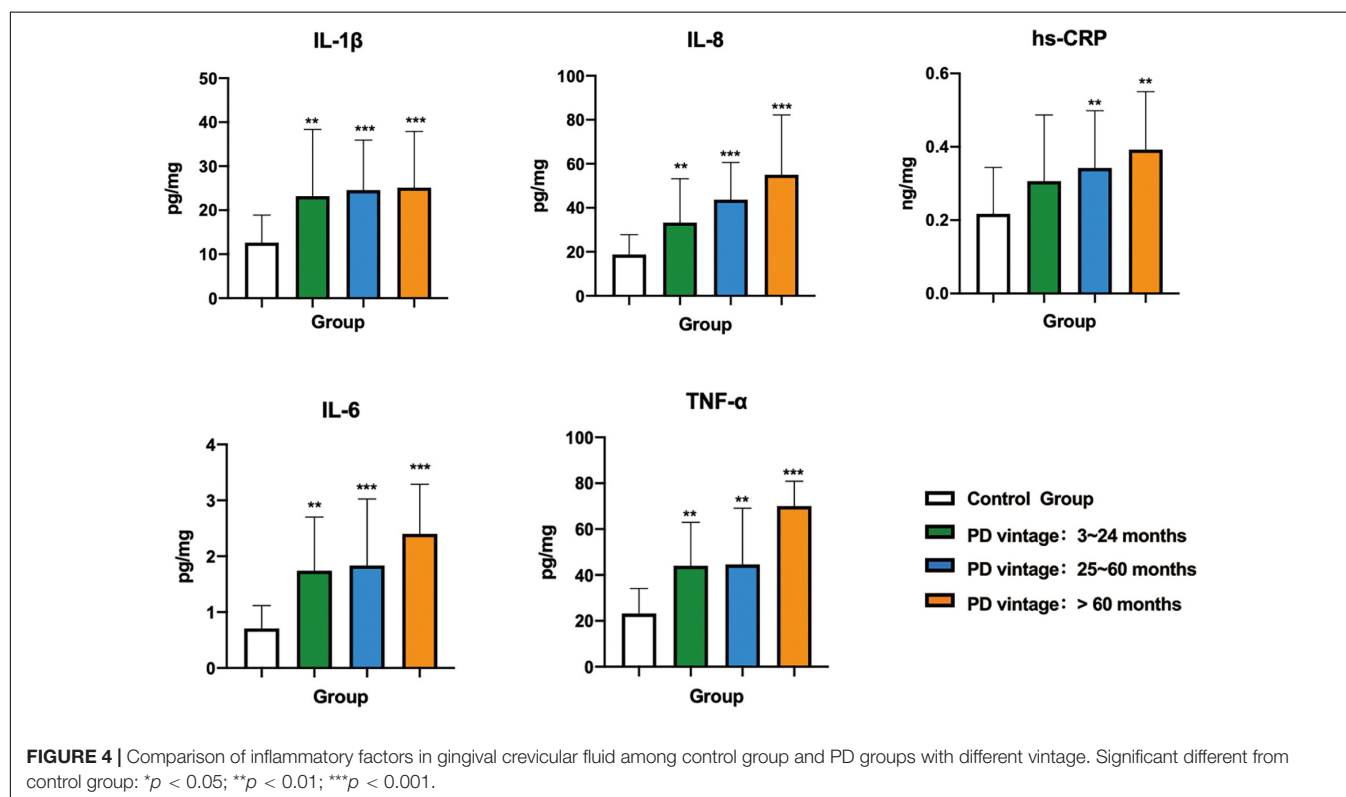 IL-1β
50
40
30
20
10
0
pg/mg
**
***
***
Group
IL-8
100
80
60
40
20
0
pg/mg
**
***
***
Group
hs-CRP
0.6
0.4
0.2
0.0
ng/mg
**
**
Group
IL-6
4
3
2
1
0
pg/mg
**
***
***
Group
TNF-α
100
80
60
40
20
0
pg/mg
**
**
***
Group
Control Group
PD vintage: 3~24 months
PD vintage: 25~60 months
PD vintage: > 60 months
FIGURE 4 | Comparison of inflammatory factors in gingival crevicular fluid among control group and PD groups with different vintage. Significant different from
control group: *p < 0.05; **p < 0.01; ***p < 0.001.